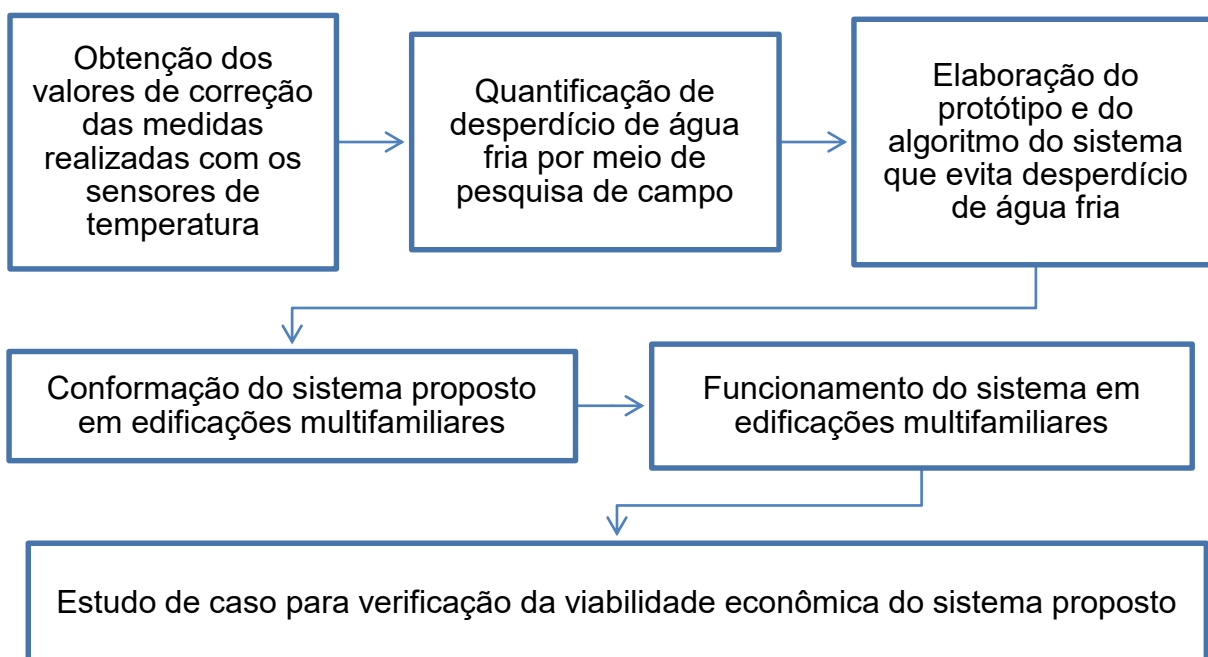 Obtenção dos
valores de correção
das medidas
realizadas com os
sensores de
temperatura
Quantificação de
desperdício de água
fria por meio de
pesquisa de campo
Elaboração do
protótipo e do
algoritmo do sistema
que evita desperdício
de água fria
Conformação do sistema proposto
em edificações multifamiliares
Funcionamento do sistema em
edificações multifamiliares
Estudo de caso para verificação da viabilidade econômica do sistema proposto